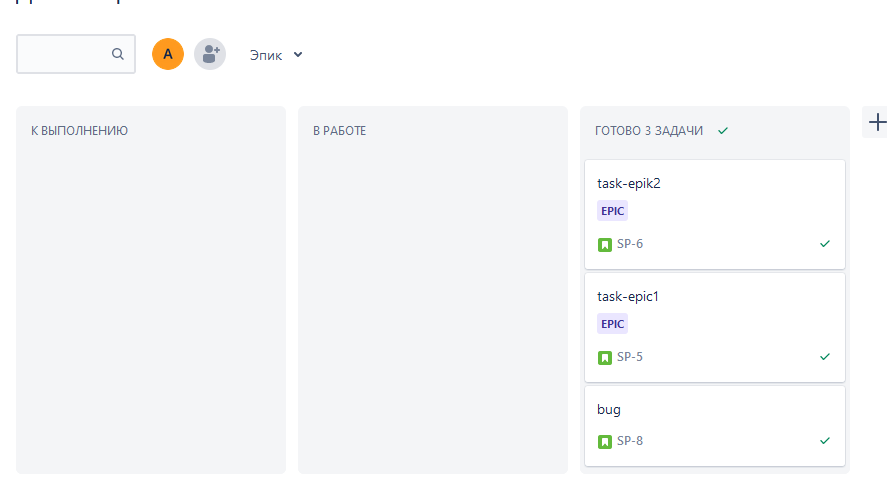 А
Эпик
К ВЫПОЛНЕНИЮ
В РАБОТЕ
ГОТОВО 3 ЗАДАЧИ
task-epik2
EPIC
SP-6
task-epic1
EPIC
SP-5
bug
SP-8